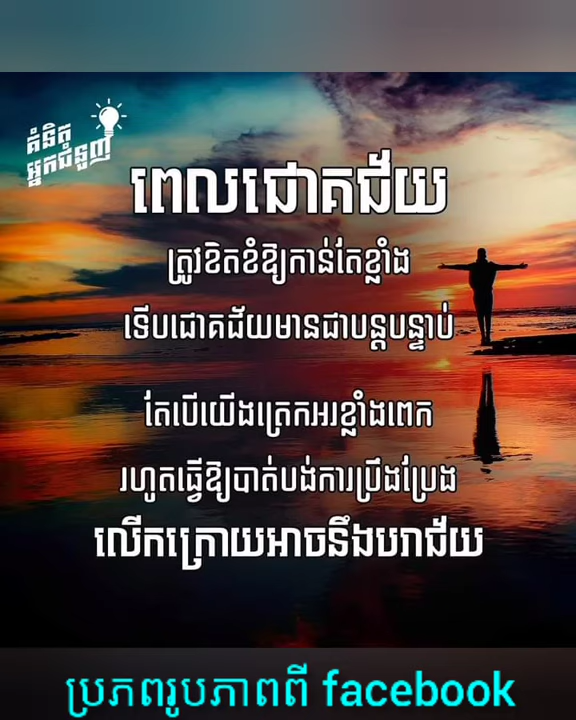 គំនិត
អ្នកជំនួញ
ពេលជោគជ័យ
ត្រូវខិតខំឱ្យកាន់តែខ្លាំង
ទើបជោគជ័យមានជាបន្តបន្ទាប់
តែបើយើងត្រេកអរខ្លាំងពេក
រហូតធ្វើឱ្យបាត់បង់ការប្រឹងប្រែង
លើកក្រោយអាចនឹងបរាជ័យ
ប្រភពរូបភាពពី facebook